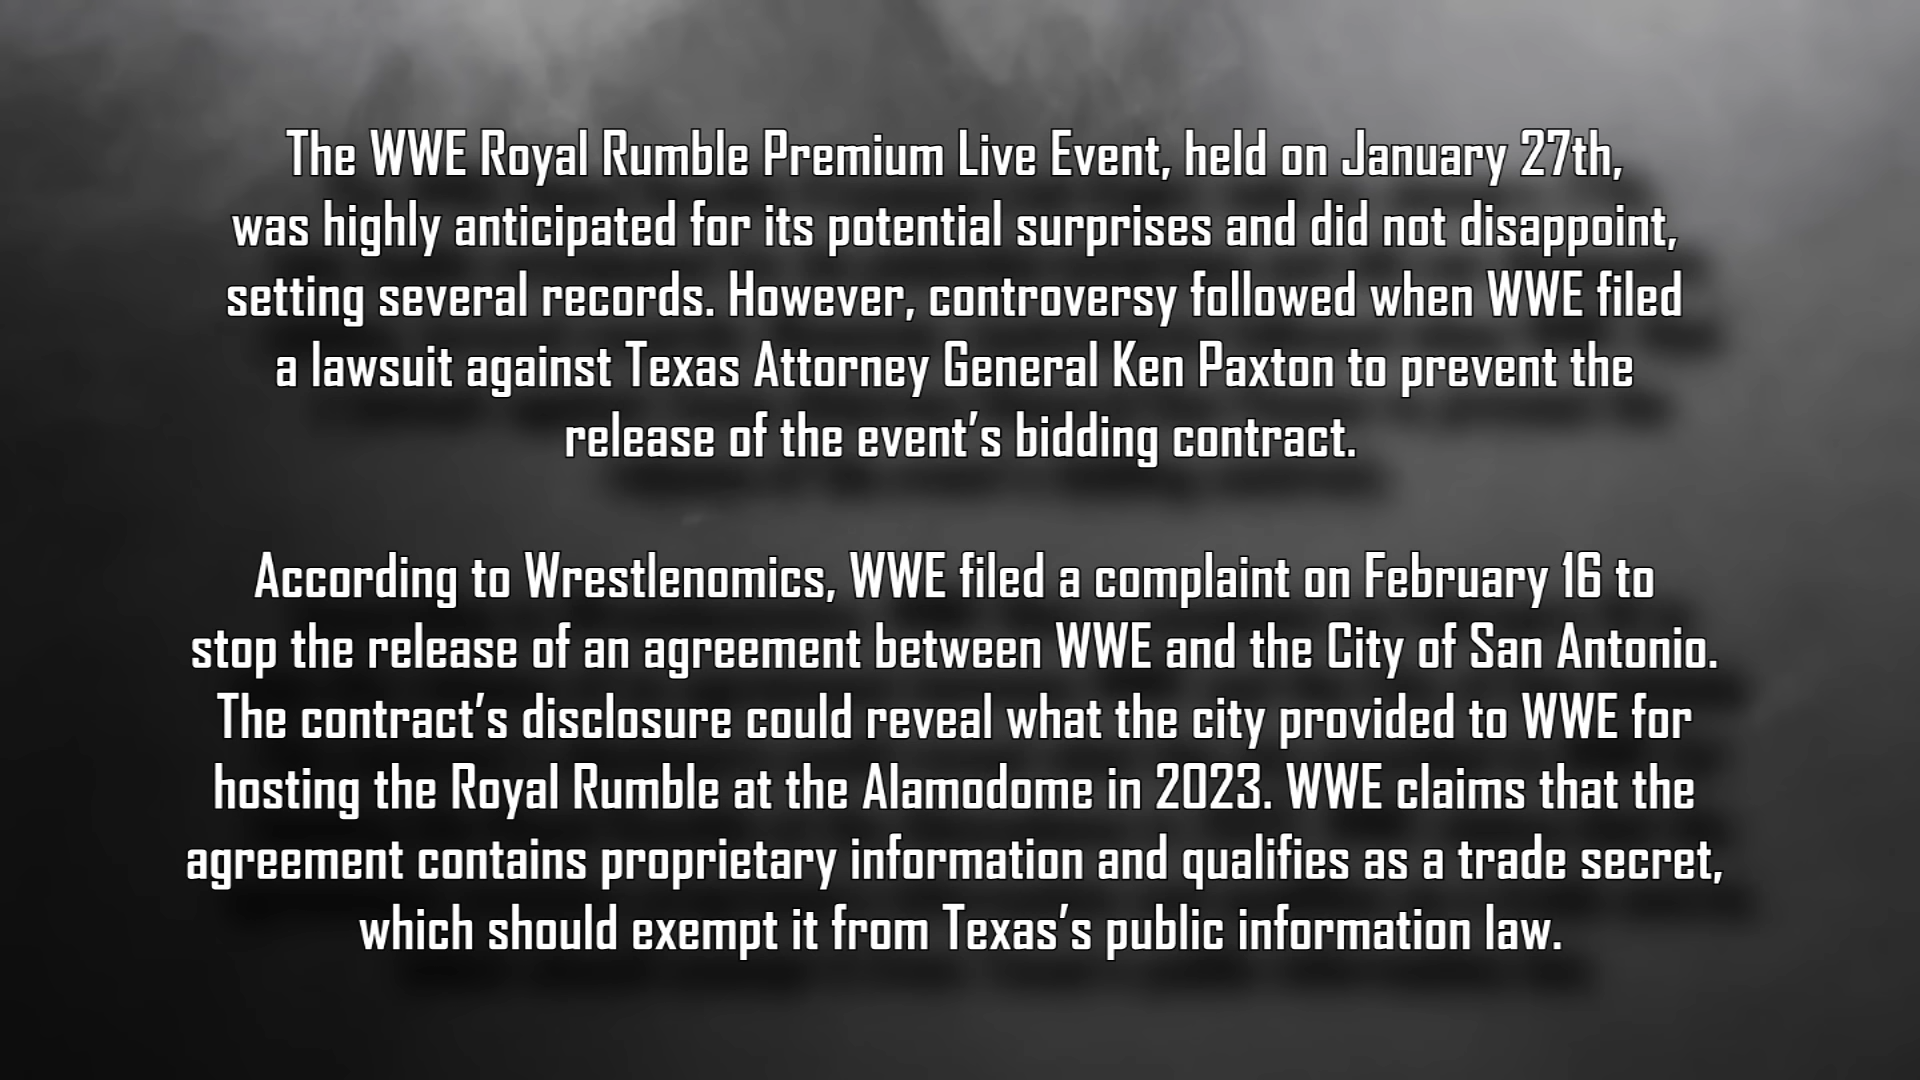 The WWE Royal Rumble Premium Live Event, held on January 27th,
was highly anticipated for its potential surprises and did not disappoint,
setting several records. However, controversy followed when WWE filed
a lawsuit against Texas Attorney General Ken Paxton to prevent the
release of the event’s bidding contract.
According to Wrestlenomics, WWE filed a complaint on February 16 to
stop the release of an agreement between WWE and the City of San Antonio.
The contract’s disclosure could reveal what the city provided to WWE for
hosting the Royal Rumble at the Alamodome in 2023. WWE claims that the
agreement contains proprietary information and qualifies as a trade secret,
which should exempt it from Texas’s public information law.